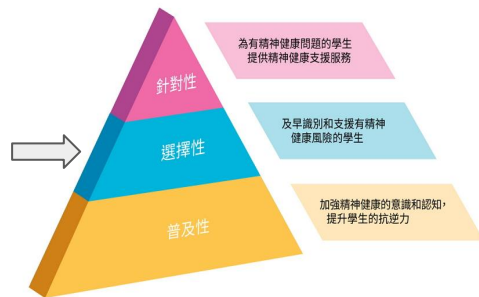 針對性
為有精神健康問題的學生
提供精神健康支援服務
選擇性
及早識別和支援有精神
健康風險的學生
普及性
加強精神健康的意識和認知，
提升學生的抗逆力